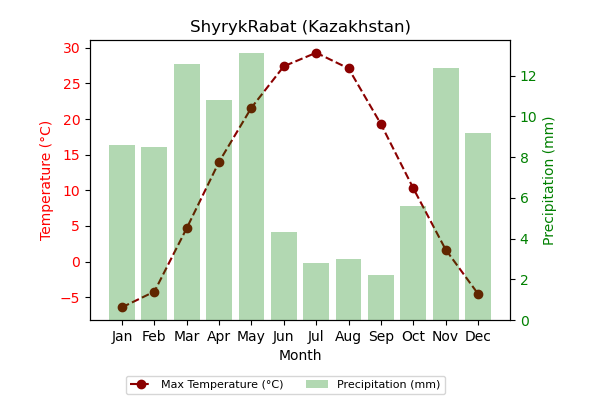 ShyrykRabat (Kazakhstan)
Temperature (°C)
30
25
20
15
10
5
0
−5
12
10
8
6
4
2
0
Precipitation (mm)
Jan Feb Mar Apr May Jun Jul Aug Sep Oct Nov Dec
Month
Max Temperature (°C) Precipitation (mm)